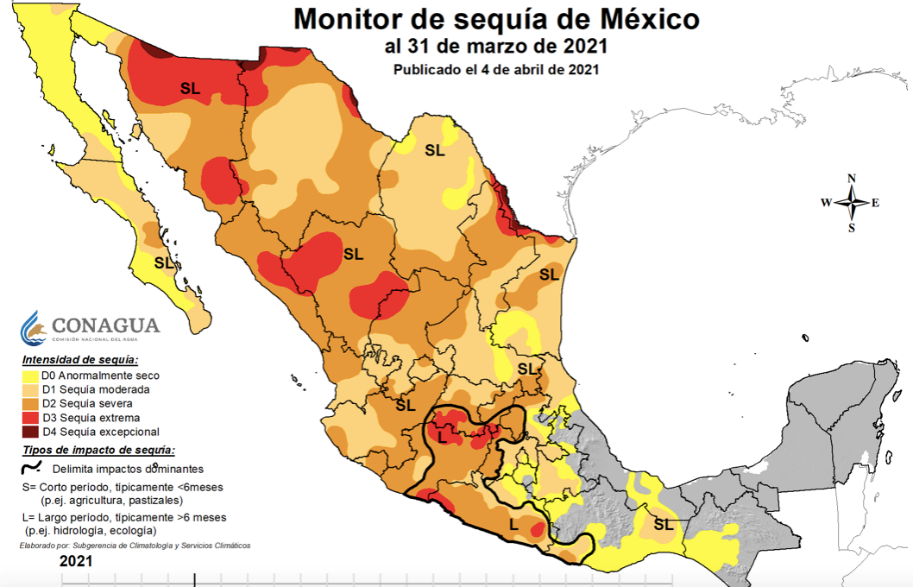 Monitor de sequía de México
al 31 de marzo de 2021
Publicado el 4 de abril de 2021
SL
SL
N
W E
S
SL
SL
SL
CONAGUA
COMISIÓN NACIONAL DEL AGUA
Intensidad de sequía:
D0 Anormalmente seco
D1 Sequía moderada
D2 Sequía severa
D3 Sequía extrema
D4 Sequía excepcional
SL
SL
Tipos de impacto de sequía:
L
Delimita impactos dominantes
S= Corto período, típicamente <6meses
(p.ej. agricultura, pastizales)
L= Largo período, típicamente >6 meses
(p.ej. hidrología, ecología)
L
SL
Elaborado por: Subgerencia de Climatología y Servicios Climáticos
2021